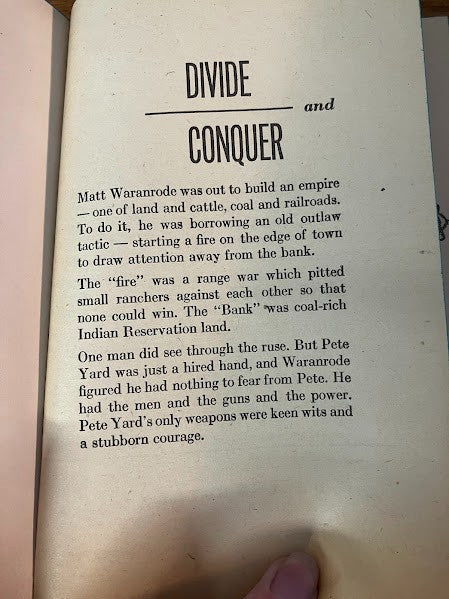 DIVIDE
and
CONQUER
Matt Waranrode was out to build an empire
— one of land and cattle, coal and railroads.
To do it, he was borrowing an old outlaw
tactic — starting a fire on the edge of town
to draw attention away from the bank.
The “fire” was a range war which pitted
small ranchers against each other so that
none could win. The “Bank” was coal-rich
Indian Reservation land.
One man did see through the ruse. But Pete
Yard was just a hired hand, and Waranrode
figured he had nothing to fear from Pete. He
had the men and the guns and the power.
Pete Yard's only weapons were keen wits and
a stubborn courage.